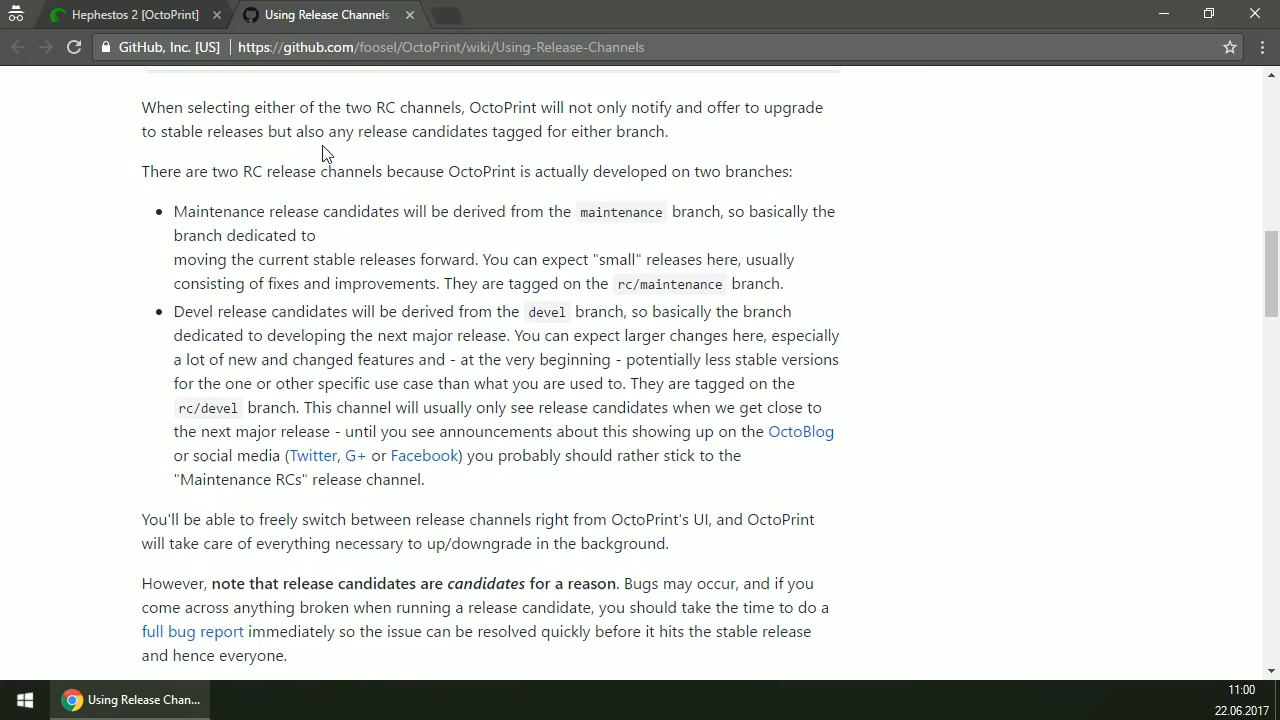 Hephestos 2 [OctoPrint]
Using Release Channels
GitHub, Inc. [US]
https://github.com/foosel/OctoPrint/wiki/Using-Release-Channels
When selecting either of the two RC channels, OctoPrint will not only notify and offer to upgrade
to stable releases but also any release candidates tagged for either branch.
There are two RC release channels because OctoPrint is actually developed on two branches:
• Maintenance release candidates will be derived from the maintenance branch, so basically the
branch dedicated to
moving the current stable releases forward. You can expect "small" releases here, usually
consisting of fixes and improvements. They are tagged on the rc/maintenance branch.
• Devel release candidates will be derived from the devel branch, so basically the branch
dedicated to developing the next major release. You can expect larger changes here, especially
a lot of new and changed features and - at the very beginning - potentially less stable versions
for the one or other specific use case than what you are used to. They are tagged on the
rc/devel branch. This channel will usually only see release candidates when we get close to
the next major release - until you see announcements about this showing up on the OctoBlog
or social media (Twitter, G+ or Facebook) you probably should rather stick to the
"Maintenance RCs" release channel.
You'll be able to freely switch between release channels right from OctoPrint's UI, and OctoPrint
will take care of everything necessary to up/downgrade in the background.
However, note that release candidates are candidates for a reason. Bugs may occur, and if you
come across anything broken when running a release candidate, you should take the time to do a
full bug report immediately so the issue can be resolved quickly before it hits the stable release
and hence everyone.
Using Release Chan...
11:00
22.06.2017